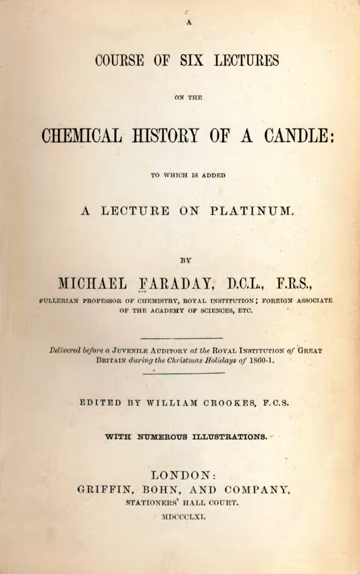 A
COURSE OF SIX LECTURES
ON THE
CHEMICAL HISTORY OF A CANDLE:
TO WHICH IS ADDED
A LECTURE ON PLATINUM.
BY
MICHAEL FARADAY, D.C.L., F.R.S.,
FULLERIAN PROFESSOR OF CHEMISTRY, ROYAL INSTITUTION; FOREIGN ASSOCIATE
OF THE ACADEMY OF SCIENCES, ETC.
Delivered before a JUVENILE AUDITORY at the ROYAL INSTITUTION of GREAT
BRITAIN during the Christmas Holidays of 1860-1.
EDITED BY WILLIAM CROOKES, F.C.S.
WITH NUMEROUS ILLUSTRATIONS.
LONDON:
GRIFFIN, BOHN, AND COMPANY,
STATIONERS' HALL COURT.
MDCCCLXI.